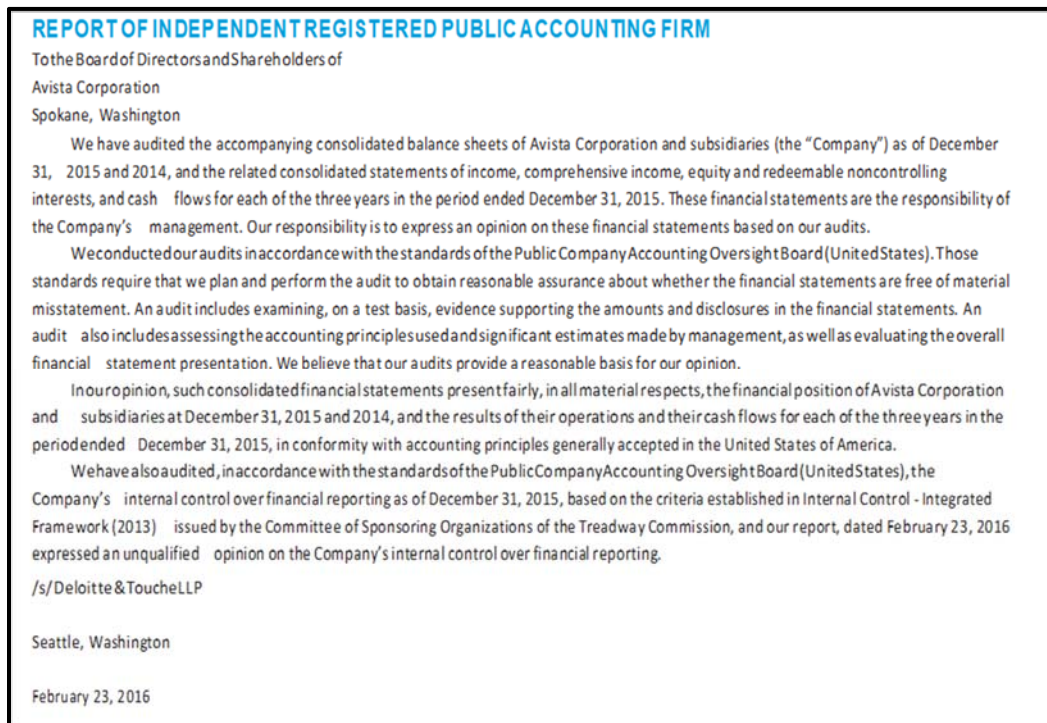 REPORT OF INDEPENDENT REGISTERED PUBLIC ACCOUNTING FIRM
To the Board of Directors and Shareholders of
Avista Corporation
Spokane, Washington
We have audited the accompanying consolidated balance sheets of Avista Corporation and subsidiaries (the “Company”) as of December
31, 2015 and 2014, and the related consolidated statements of income, comprehensive income, equity and redeemable noncontrolling
interests, and cash flows for each of the three years in the period ended December 31, 2015. These financial statements are the responsibility of
the Company’s management. Our responsibility is to express an opinion on these financial statements based on our audits.
We conducted our audits in accordance with the standards of the Public Company Accounting Oversight Board (United States). Those
standards require that we plan and perform the audit to obtain reasonable assurance about whether the financial statements are free of material
misstatement. An audit includes examining, on a test basis, evidence supporting the amounts and disclosures in the financial statements. An
audit also includes assessing the accounting principles used and significant estimates made by management, as well as evaluating the overall
financial statement presentation. We believe that our audits provide a reasonable basis for our opinion.
In our opinion, such consolidated financial statements present fairly, in all material respects, the financial position of Avista Corporation
and subsidiaries at December 31, 2015 and 2014, and the results of their operations and their cash flows for each of the three years in the
period ended December 31, 2015, in conformity with accounting principles generally accepted in the United States of America.
We have also audited, in accordance with the standards of the Public Company Accounting Oversight Board (United States), the
Company’s internal control over financial reporting as of December 31, 2015, based on the criteria established in Internal Control - Integrated
Framework (2013) issued by the Committee of Sponsoring Organizations of the Treadway Commission, and our report, dated February 23, 2016
expressed an unqualified opinion on the Company’s internal control over financial reporting.
/s/ Deloitte & Touche LLP
Seattle, Washington
February 23, 2016